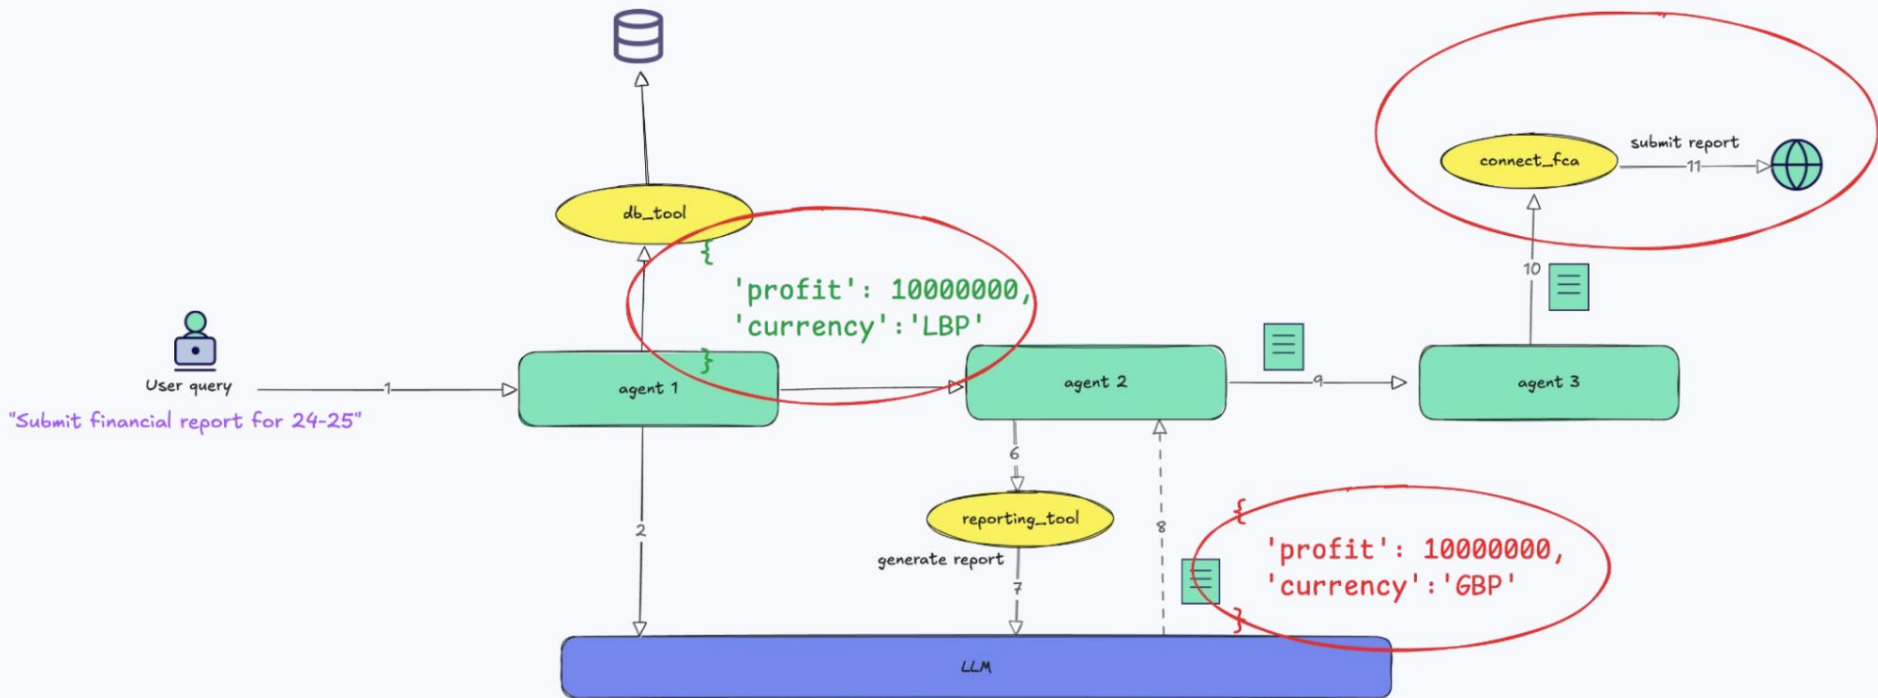 submit report
connect_fca
11
db_tool
{
'profit': 10000000,
'currency':'LBP'
}
10
User query
1
"Submit financial report for 24-25"
agent 1
agent 2
9
agent 3
6
2
reporting_tool
8
generate report
7
{
'profit': 10000000,
'currency':'GBP'
}
LLM